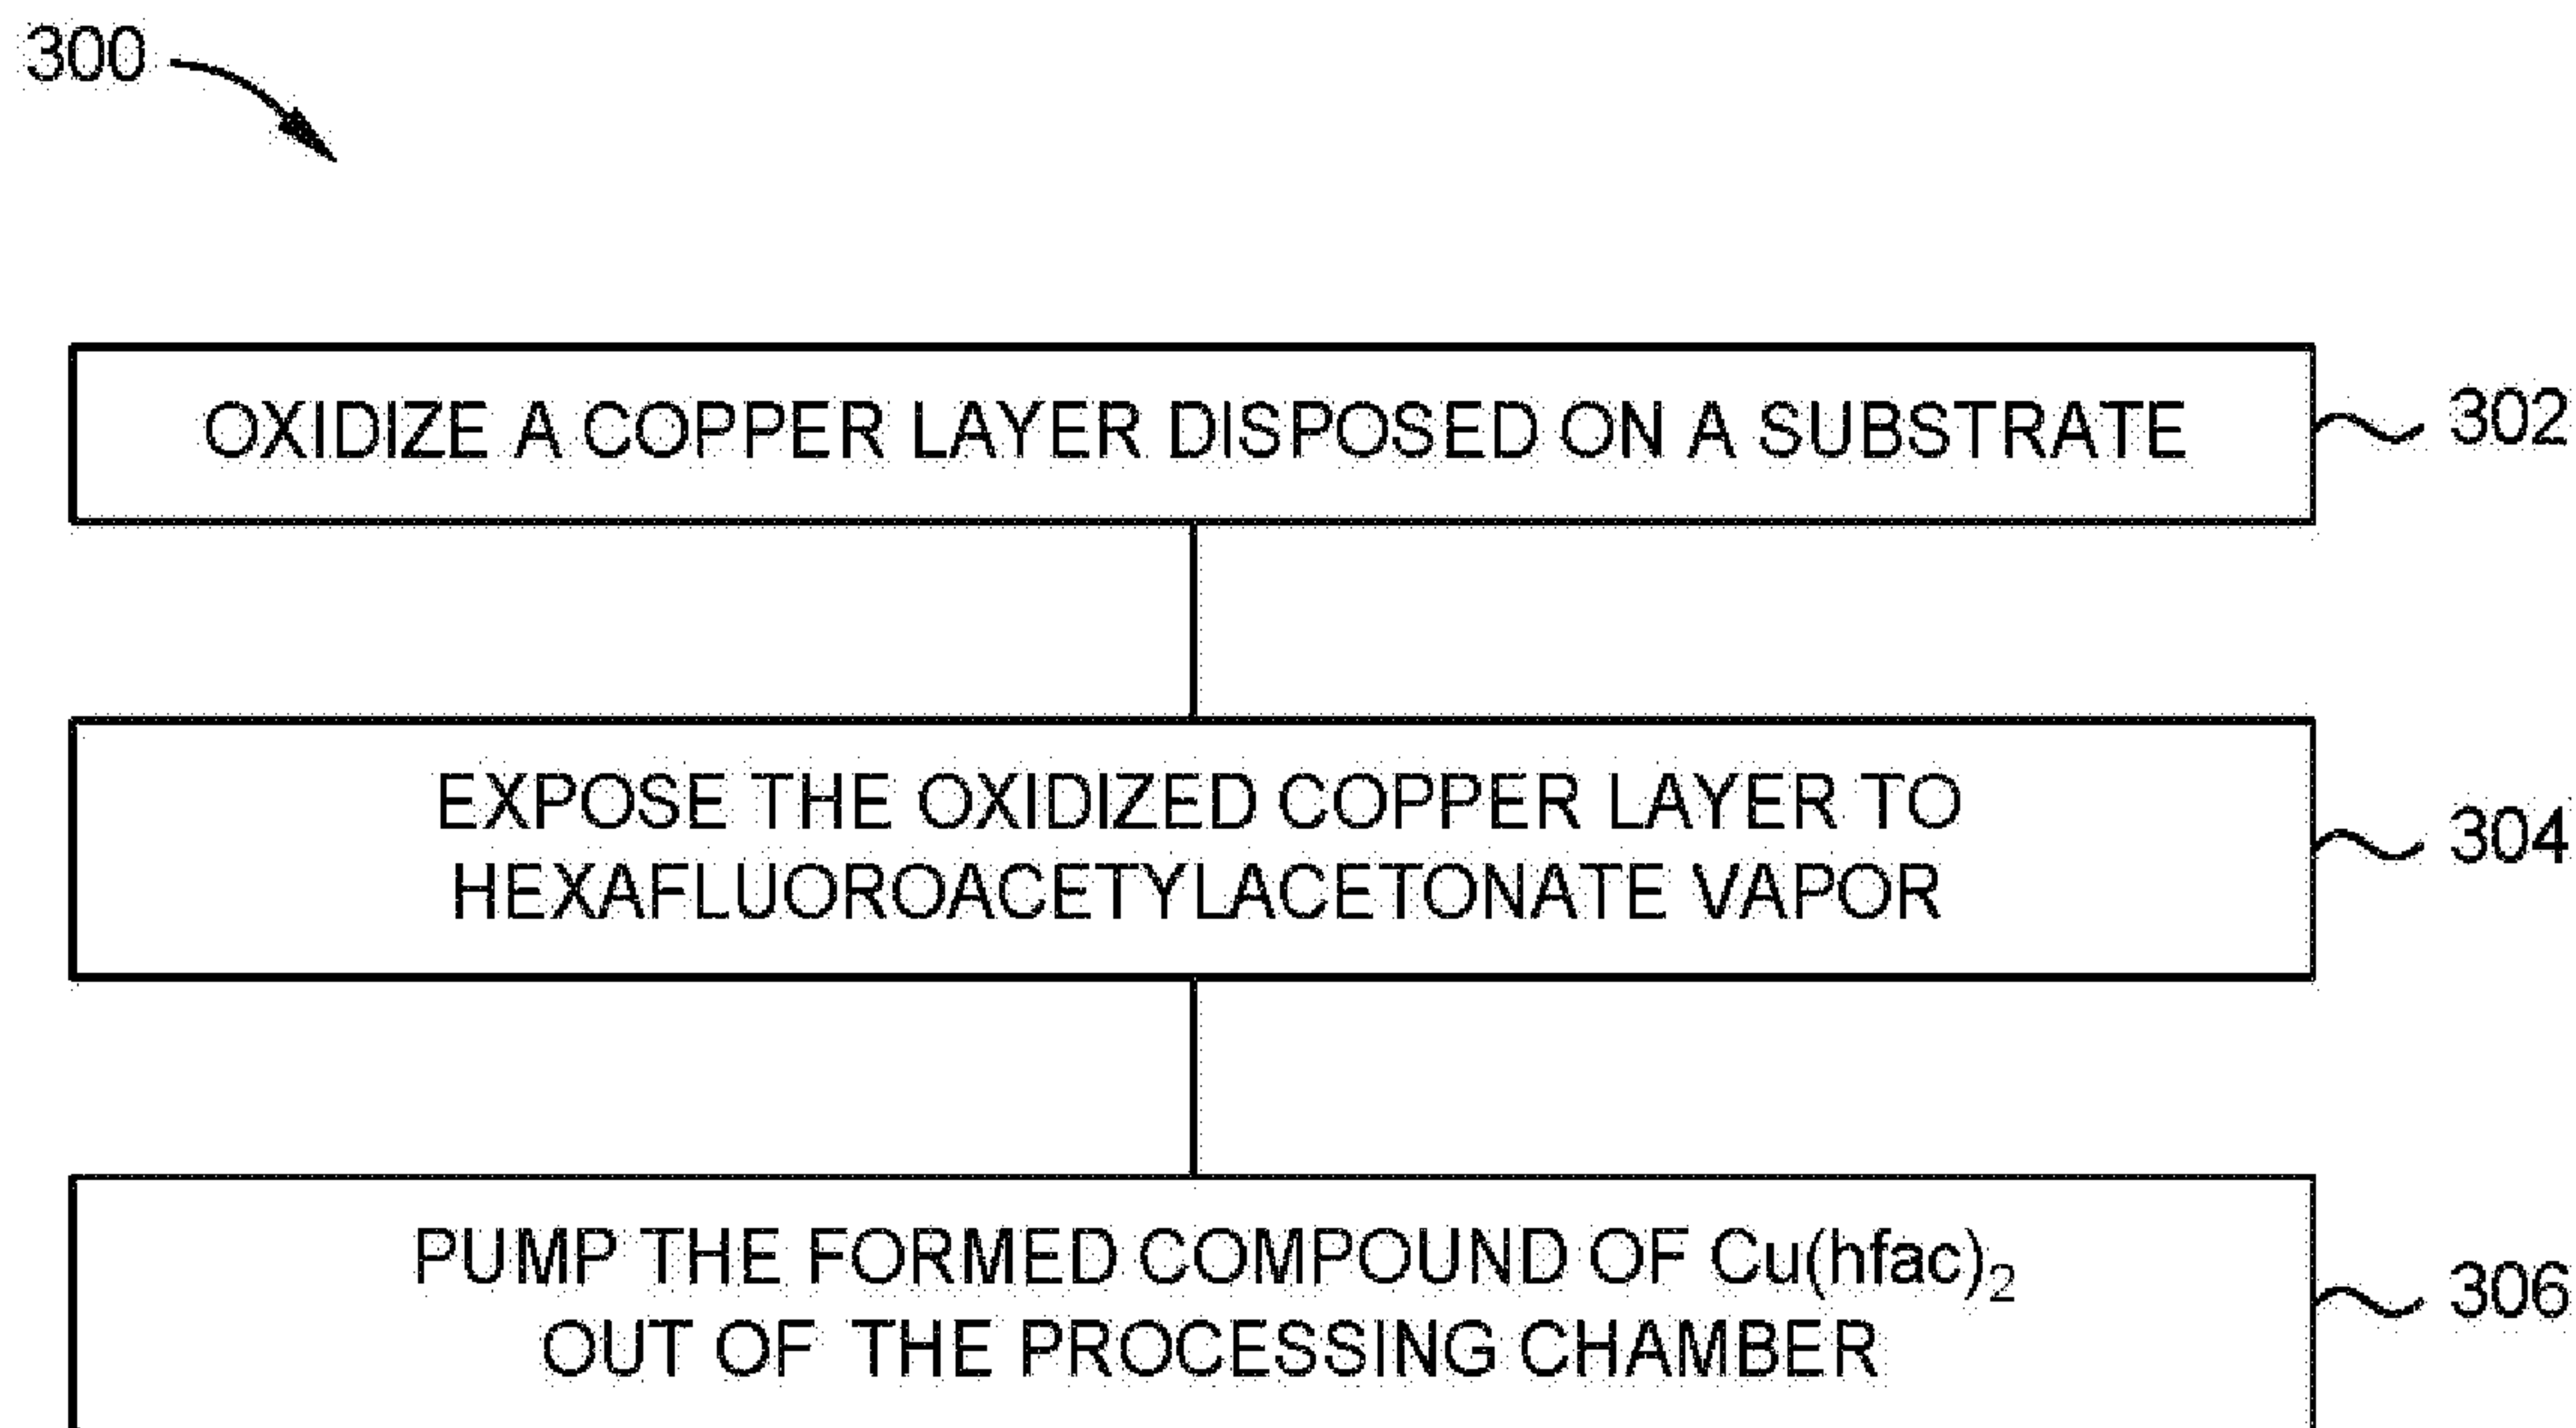 300
OXIDIZE A COPPER LAYER DISPOSED ON A SUBSTRATE
302
EXPOSE THE OXIDIZED COPPER LAYER TO
HEXAFLUOROACETYLACETONATE VAPOR
304
PUMP THE FORMED COMPOUND OF Cu(hfac)₂
OUT OF THE PROCESSING CHAMBER
306